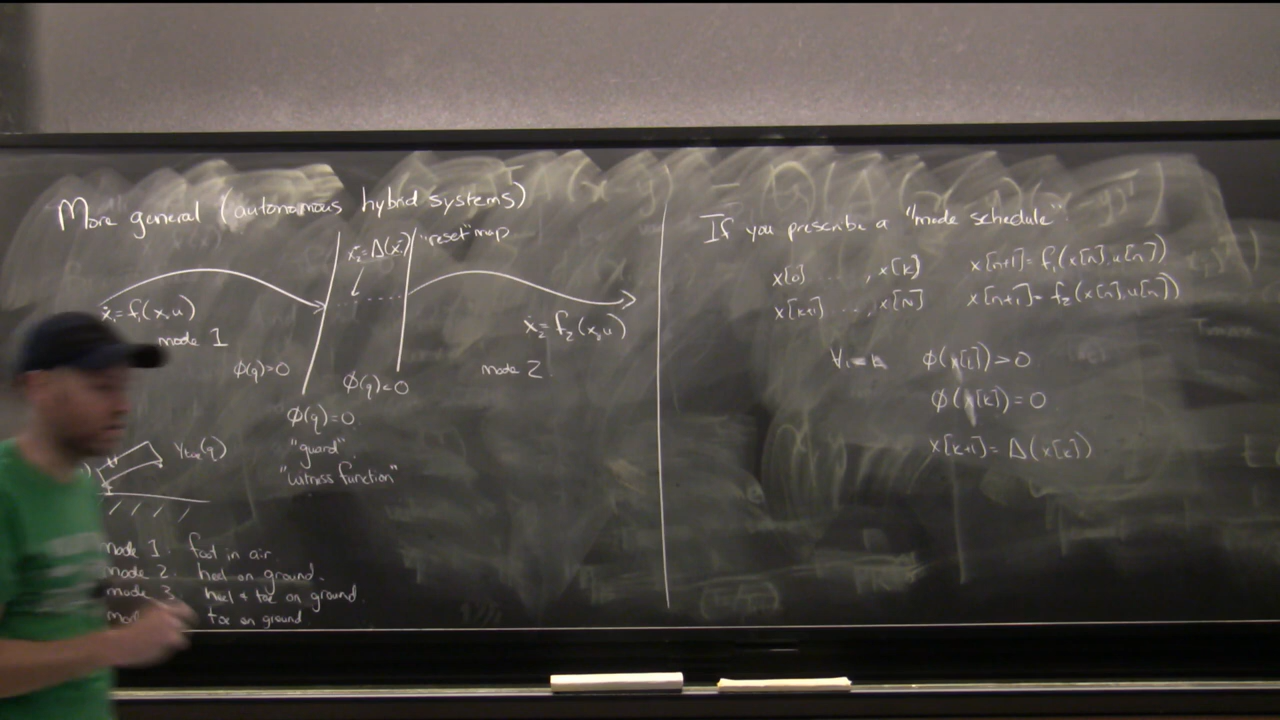 More general (autonomous hybrid systems)
x₂⁺=Δ(x₁⁻) "reset" map
ẋ₁=f₁(x,u)
mode 1
ẋ₂=f₂(x,u)
mode 2
φ(q)>0
φ(q)<0
φ(q)=0
"guard"
"witness function"
y toe(q)
mode 1: foot in air.
mode 2: heel on ground.
mode 3: heel + toe on ground.
toe on ground
If you prescribe a "mode schedule":
x[0] ... , x[k] x[n+1]=f₁(x[n],u[n])
x[k+1] ... , x[N] x[n+1]=f₂(x[n],u[n])
φ(x[i])>0
φ(x[k])=0
x[k+1]=Δ(x[k])